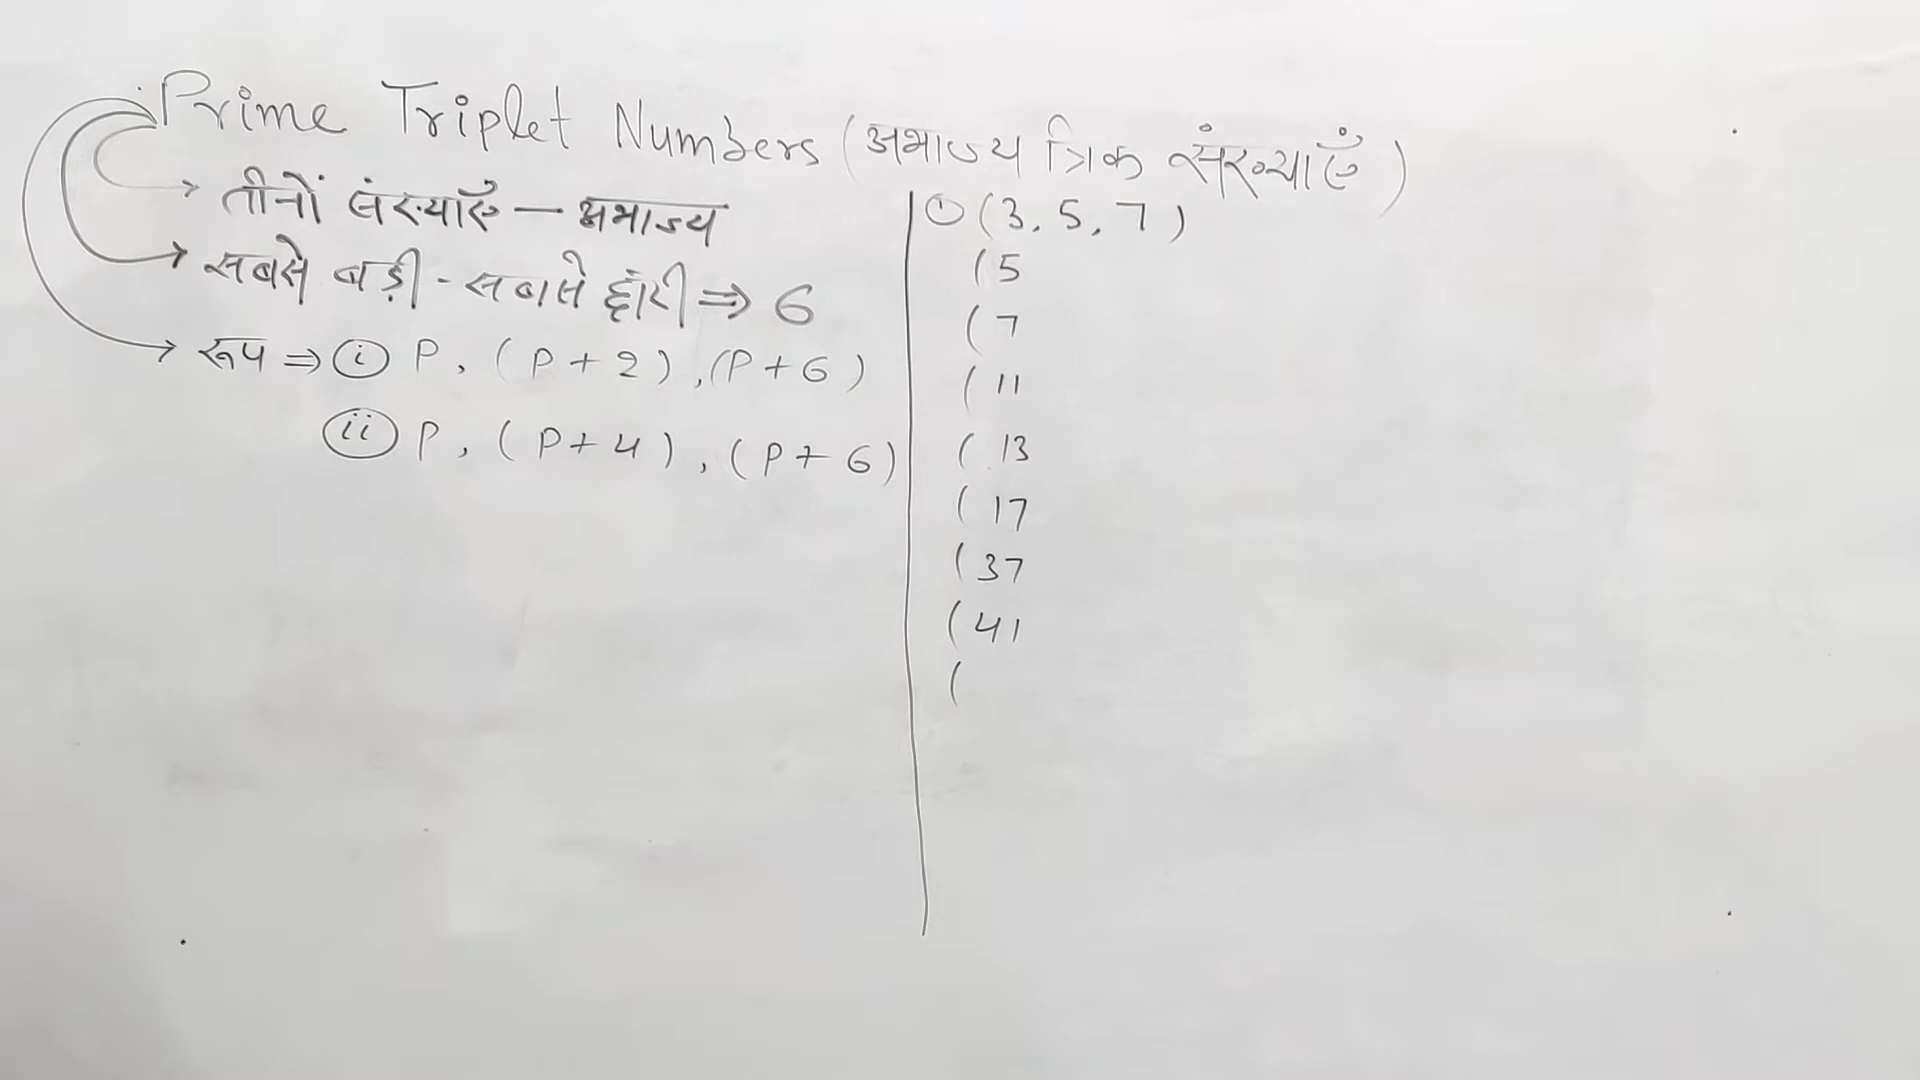 Prime Triplet Numbers (अभाज्य त्रिक संख्याएँ)
तीनों संख्याएँ — अभाज्य
सबसे बड़ी - सबसे छोटी ⇒ 6
रूप ⇒ (i) P, (P+2), (P+6)
(ii) P, (P+4), (P+6)
① (3, 5, 7)
(5
(7
(11
(13
(17
(37
(41
(